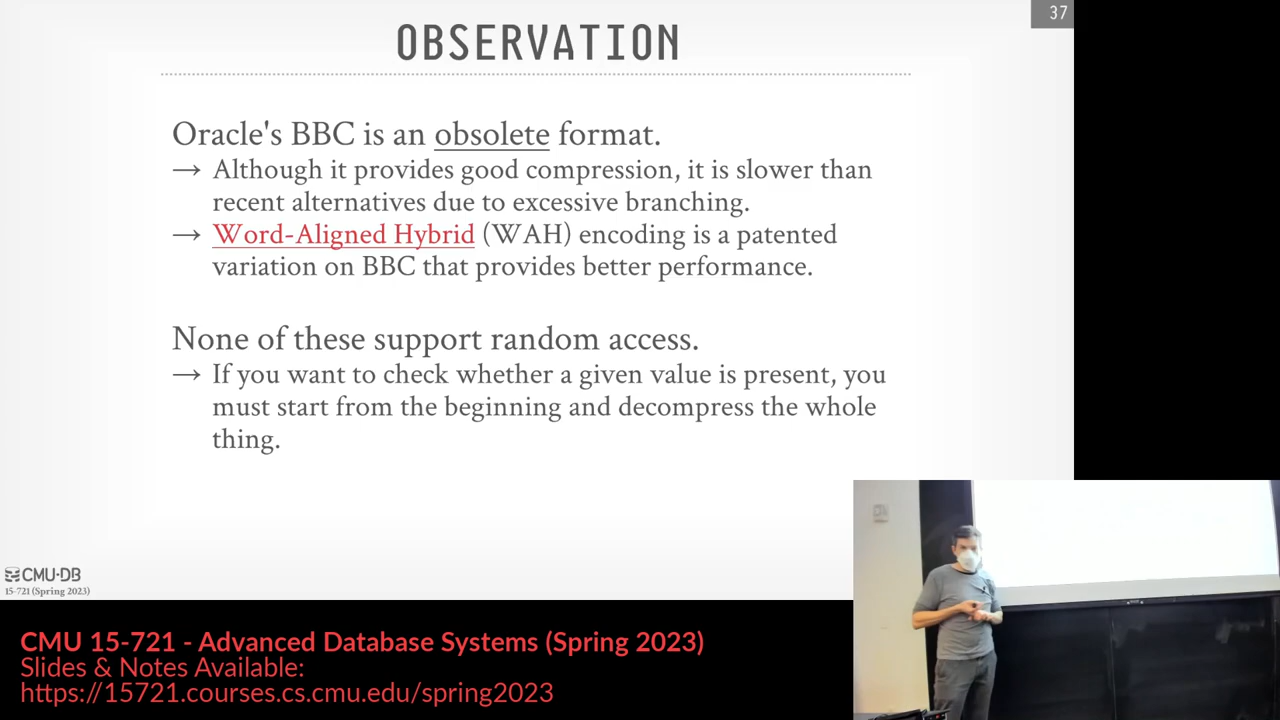 37
OBSERVATION
Oracle's BBC is an obsolete format.
→ Although it provides good compression, it is slower than
recent alternatives due to excessive branching.
→ Word-Aligned Hybrid (WAH) encoding is a patented
variation on BBC that provides better performance.
None of these support random access.
→ If you want to check whether a given value is present, you
must start from the beginning and decompress the whole
thing.
CMU·DB
15-721 (Spring 2023)
CMU 15-721 - Advanced Database Systems (Spring 2023)
Slides & Notes Available:
https://15721.courses.cs.cmu.edu/spring2023